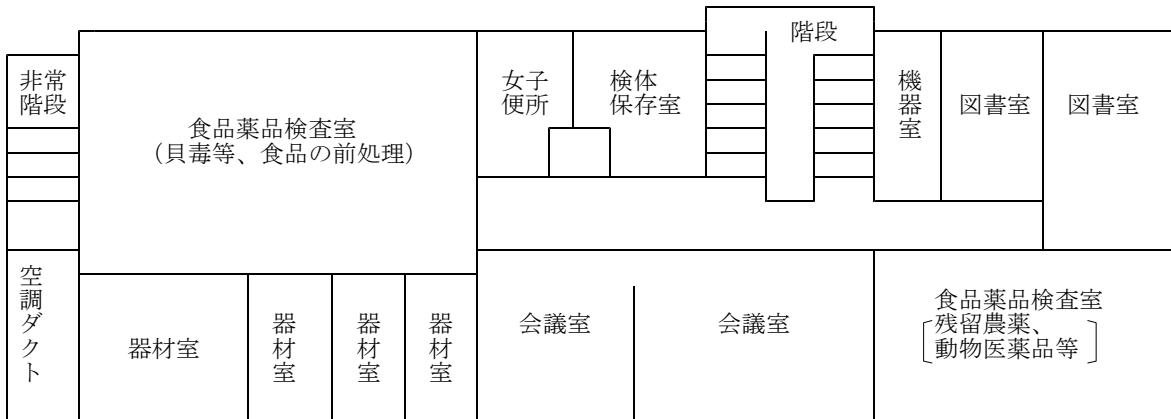 階段
非常
階段
食品薬品検査室
（貝毒等、食品の前処理）
女子
便所
検体
保存室
機器室
図書室
図書室
空調ダクト
器材室
器材室
器材室
器材室
会議室
会議室
食品薬品検査室
残留農薬、
動物医薬品等